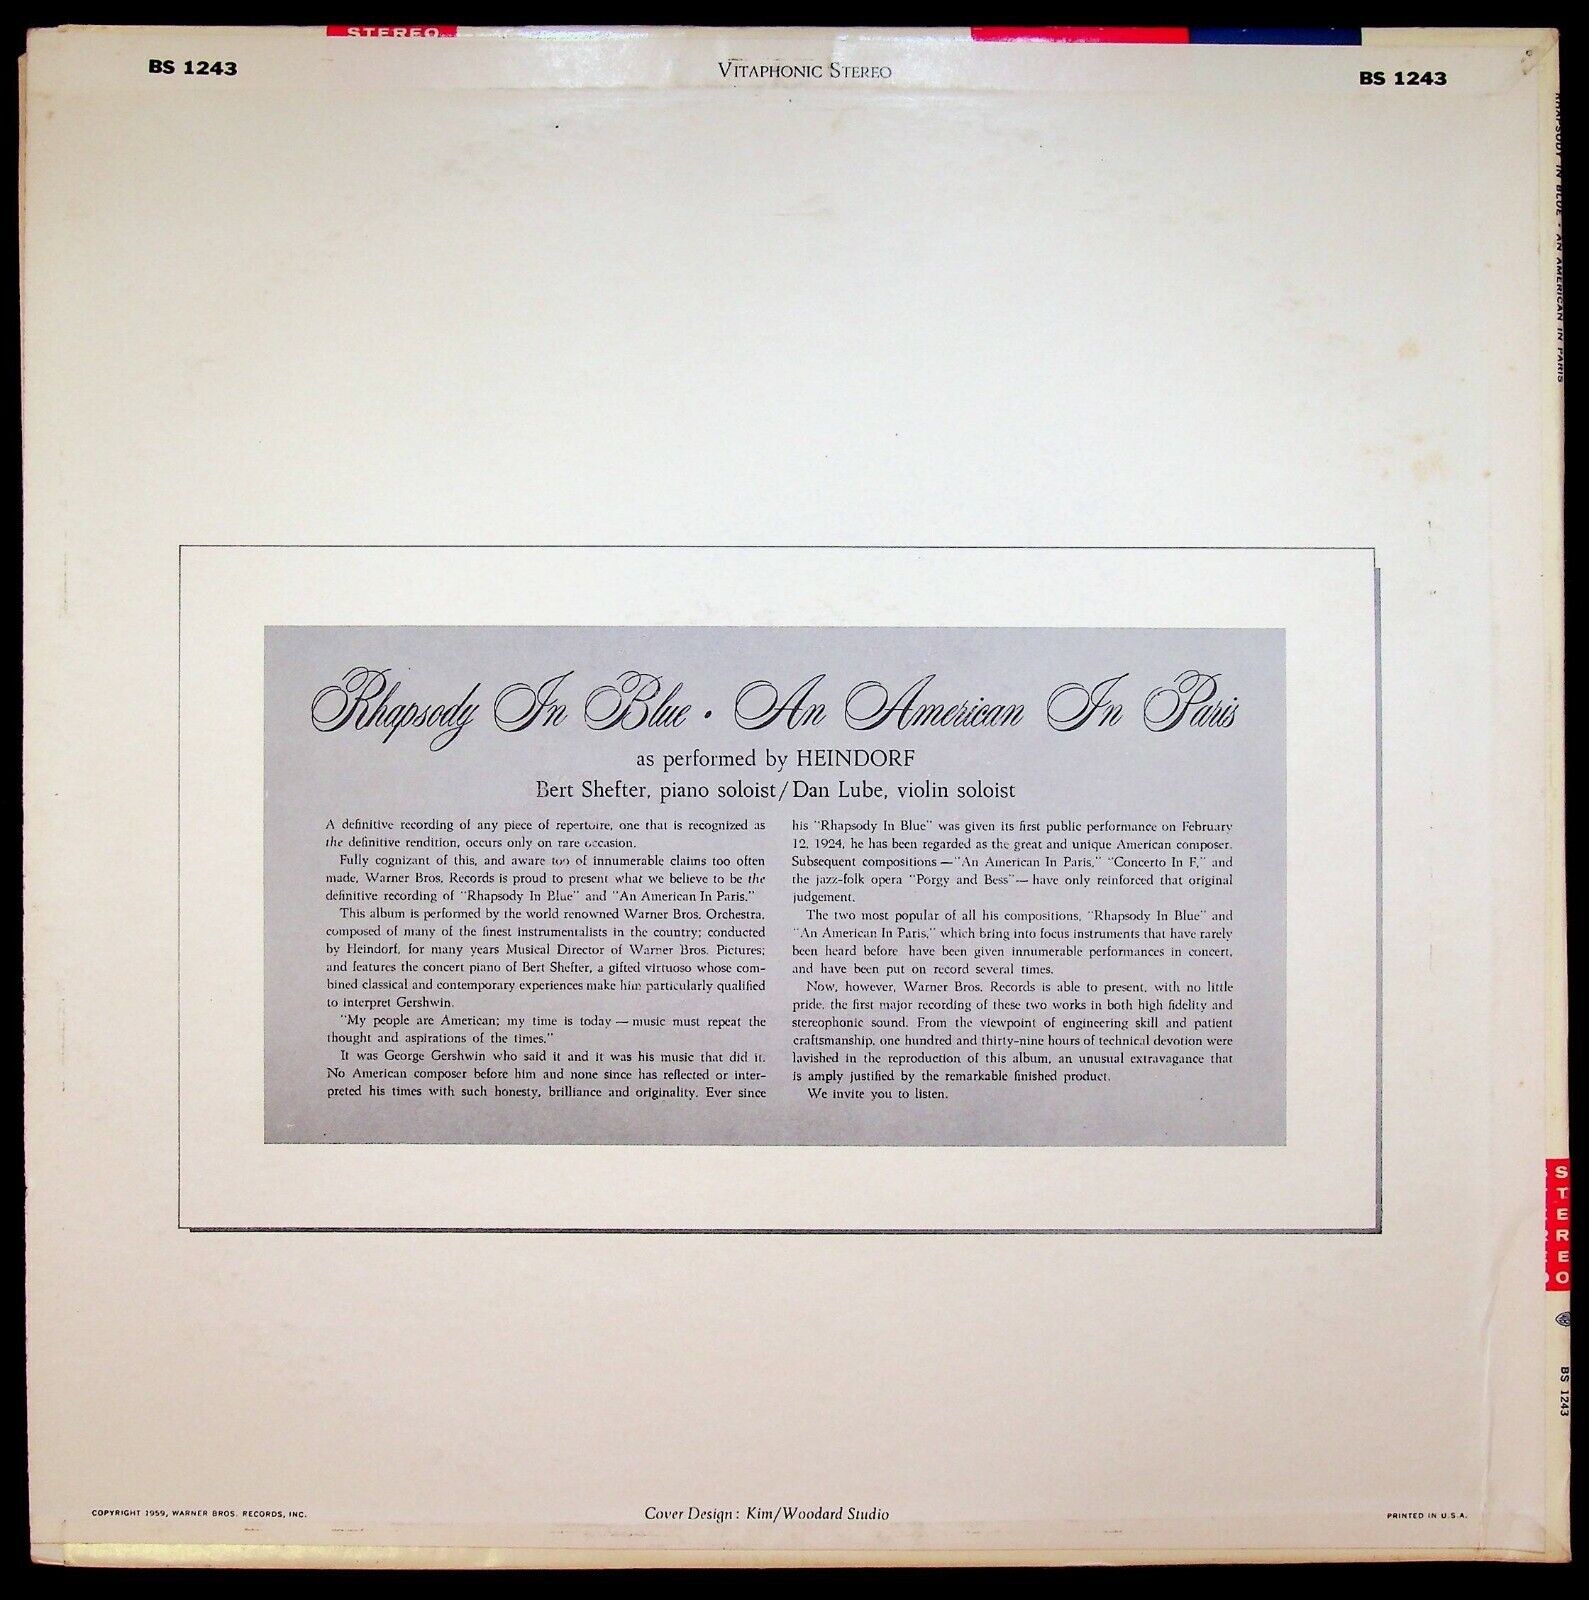 STEREO
BS 1243
VITAPHONIC STEREO
BS 1243
RHAPSODY IN BLUE · AN AMERICAN IN PARIS
Rhapsody In Blue · An American In Paris
as performed by HEINDORF
Bert Shefter, piano soloist/Dan Lube, violin soloist
A definitive recording of any piece of repertoire, one that is recognized as
the definitive rendition, occurs only on rare occasion.
Fully cognizant of this, and aware too of innumerable claims too often
made, Warner Bros. Records is proud to present what we believe to be the
definitive recording of "Rhapsody In Blue" and "An American In Paris."
This album is performed by the world renowned Warner Bros. Orchestra,
composed of many of the finest instrumentalists in the country; conducted
by Heindorf, for many years Musical Director of Warner Bros. Pictures;
and features the concert piano of Bert Shefter, a gifted virtuoso whose com-
bined classical and contemporary experiences make him particularly qualified
to interpret Gershwin.
"My people are American; my time is today — music must repeat the
thought and aspirations of the times."
It was George Gershwin who said it and it was his music that did it.
No American composer before him and none since has reflected or inter-
preted his times with such honesty, brilliance and originality. Ever since
his "Rhapsody In Blue" was given its first public performance on February
12, 1924, he has been regarded as the great and unique American composer.
Subsequent compositions — "An American In Paris," "Concerto In F," and
the jazz-folk opera "Porgy and Bess" — have only reinforced that original
judgement.
The two most popular of all his compositions, "Rhapsody In Blue" and
"An American In Paris," which bring into focus instruments that have rarely
been heard before have been given innumerable performances in concert,
and have been put on record several times.
Now, however, Warner Bros. Records is able to present, with no little
pride, the first major recording of these two works in both high fidelity and
stereophonic sound. From the viewpoint of engineering skill and patient
craftsmanship, one hundred and thirty-nine hours of technical devotion were
lavished in the reproduction of this album, an unusual extravagance that
is amply justified by the remarkable finished product.
We invite you to listen.
STEREO
BS 1243
COPYRIGHT 1959, WARNER BROS. RECORDS, INC.
Cover Design: Kim/Woodard Studio
PRINTED IN U.S.A.